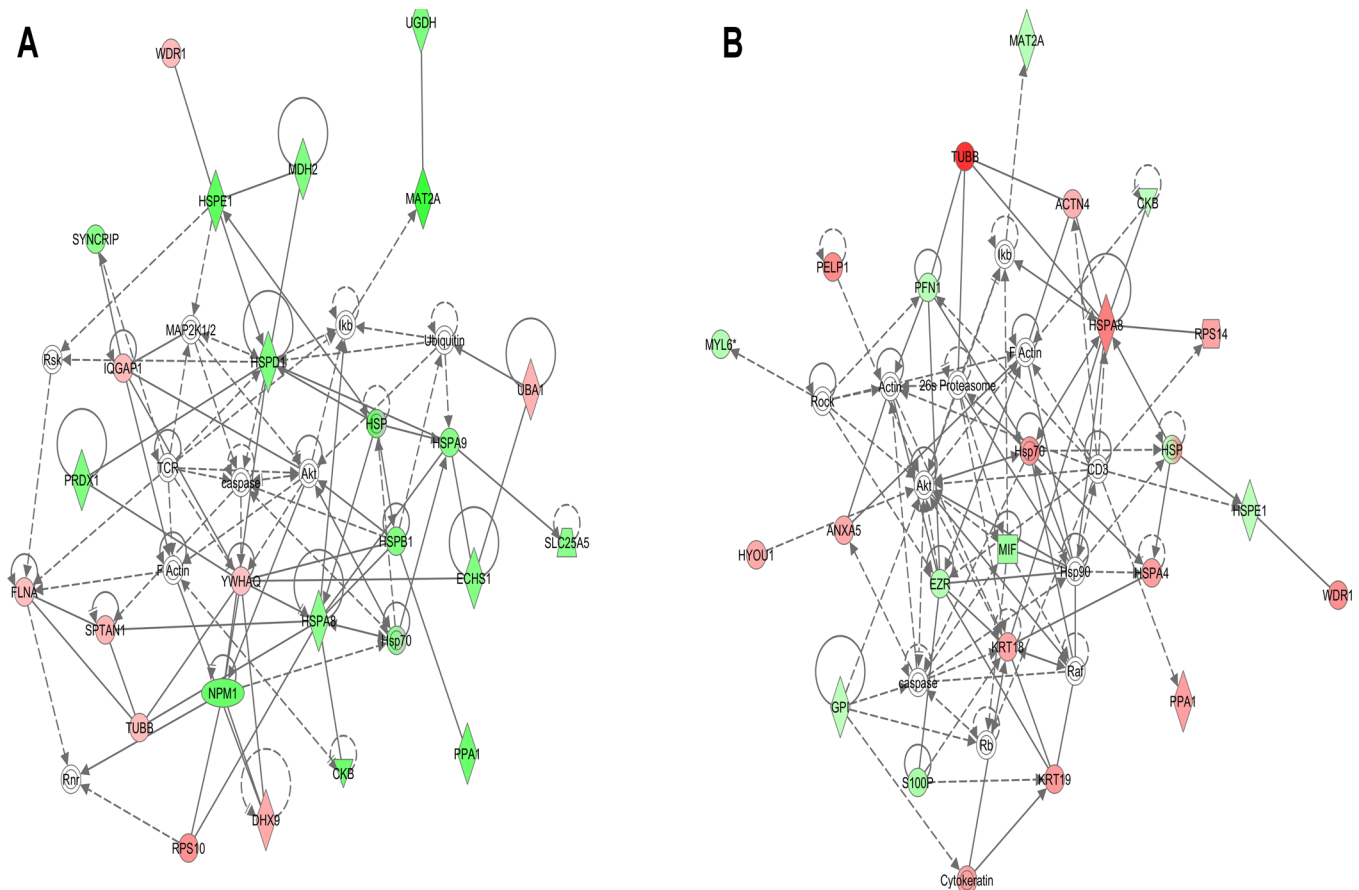 A
UGDH
WDR1
MDH2
HSPE1
MAT2A
SYNCRIP
MAP2K1/2
Ikb
Ubiquitin
Rsk
IQGAP1
HSPD1
UBA1
HSP
HSPA9
PRDX1
TCR
caspase
Akt
HSPB1
SLC25A5
F Actin
YWHAQ
ECHS1
FLNA
SPTAN1
HSPA8
Hsp70
NPM1
TUBB
Rnr
CKB
PPA1
DHX9
RPS10
B
MAT2A
TUBB
ACTN4
CKB
Ikb
PELP1
PFN1
HSPA8
RPS14
MYL6*
F Actin
Rock
Actin
26s Proteasome
Hsp70
CD3
HSP
Akt
HSPE1
ANXA5
HYOU1
MIF
EZR
Hsp90
HSPA4
WDR1
KRT18
caspase
Raf
GPI
PPA1
Rb
S100P
KRT19
Cytokeratin